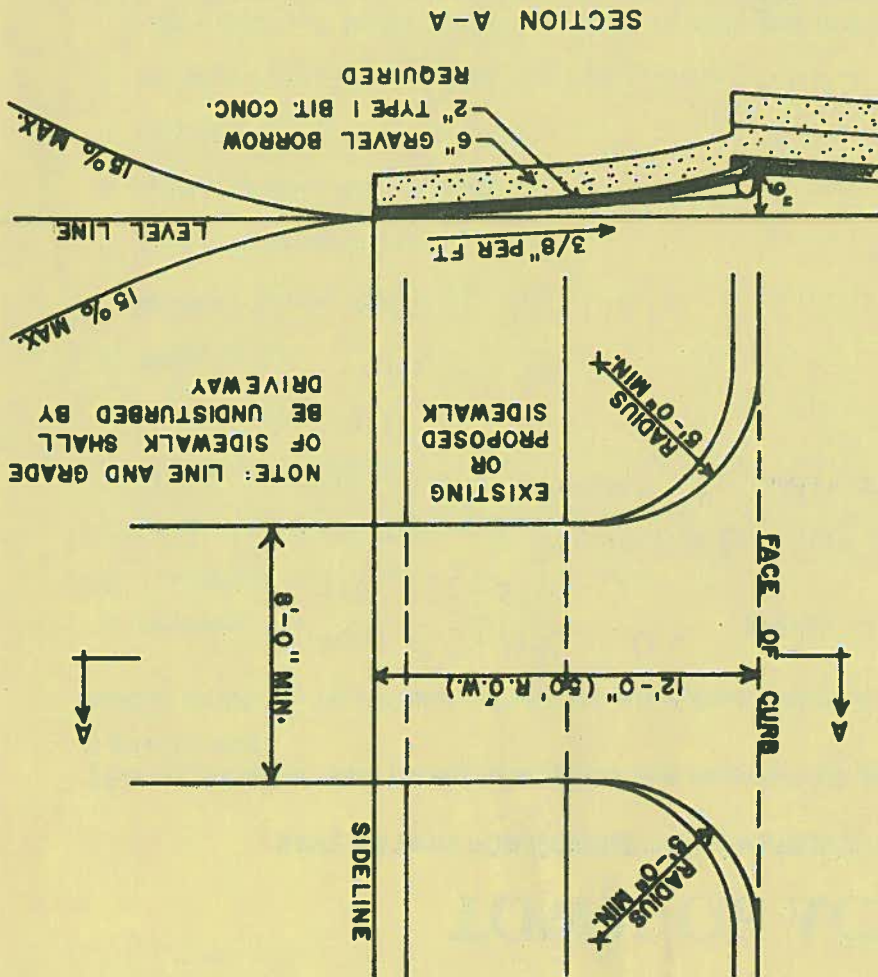 RADIUS
5'-0" MIN.
SIDELINE
A
A
12'-0" (50' R.O.W.)
FACE OF CURB
8'-0" MIN.
EXISTING
OR
PROPOSED
SIDEWALK
NOTE: LINE AND GRADE
OF SIDEWALK SHALL
BE UNDISTURBED BY
DRIVEWAY
RADIUS
5'-0" MIN.
15% MAX.
3/8" PER FT.
LEVEL LINE
6"
6" GRAVEL BORROW
2" TYPE I BIT. CONC.
REQUIRED
15% MAX.
SECTION A-A